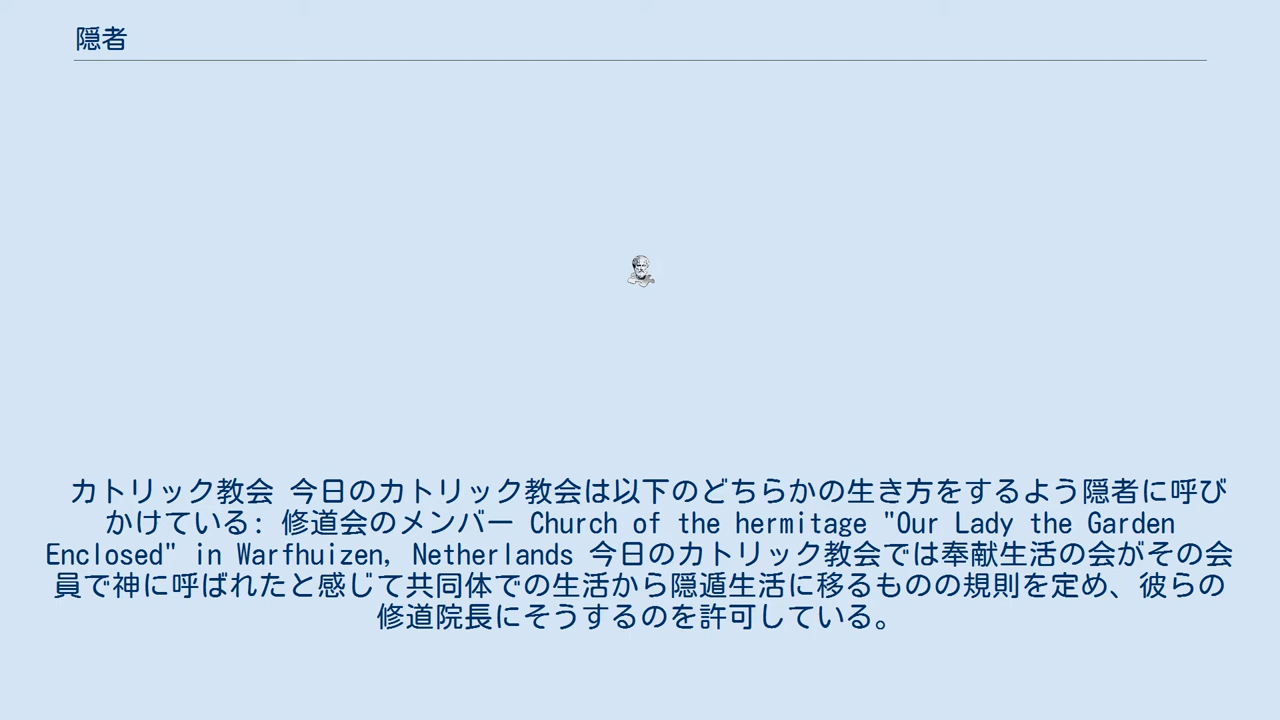 隠者
カトリック教会 今日のカトリック教会は以下のどちらかの生き方をするよう隠者に呼び
かけている: 修道会のメンバー Church of the hermitage "Our Lady the Garden
Enclosed" in Warfhuizen, Netherlands 今日のカトリック教会では奉献生活の会がその会
員で神に呼ばれたと感じて共同体での生活から隠遁生活に移るものの規則を定め、彼らの
修道院長にそうするのを許可している。